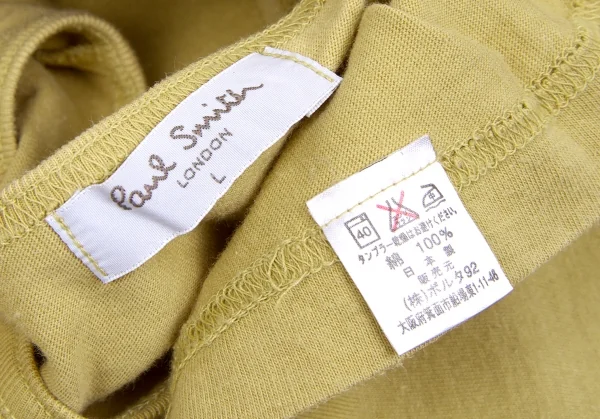 Paul Smith
LONDON
L
40
タンブラー乾燥はお避けください。
綿 100%
日本製
販売元
(株)ボルタ92
大阪府箕面市船場東1-11-48